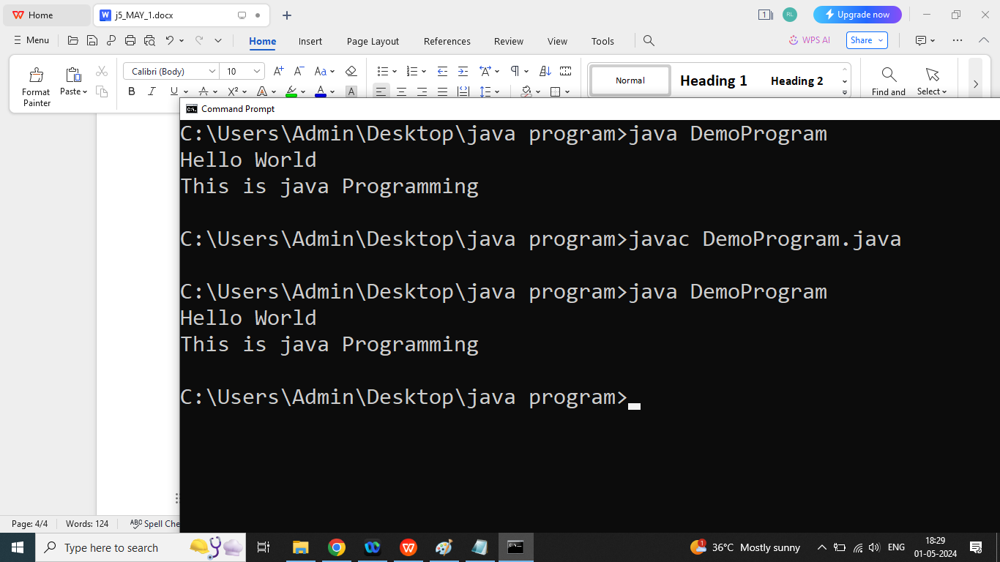 Home
j5_MAY_1.docx
1
RL
Upgrade now
Menu
Home
Insert
Page Layout
References
Review
View
Tools
WPS AI
Share
Format Painter
Paste
Calibri (Body)
10
Normal
Heading 1
Heading 2
Find and
Select
Command Prompt
C:\Users\Admin\Desktop\java program>java DemoProgram
Hello World
This is java Programming
C:\Users\Admin\Desktop\java program>javac DemoProgram.java
C:\Users\Admin\Desktop\java program>java DemoProgram
Hello World
This is java Programming
C:\Users\Admin\Desktop\java program>
Page: 4/4
Words: 124
Spell Che
Type here to search
1
36°C Mostly sunny
ENG
18:29
01-05-2024